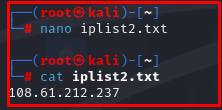 ┌──(root㉿kali)-[~]
└─# nano iplist2.txt
┌──(root㉿kali)-[~]
└─# cat iplist2.txt
108.61.212.237